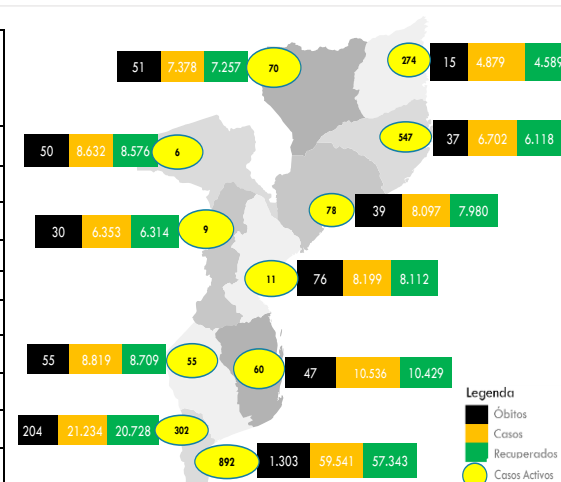 51 7.378 7.257 70
274 15 4.879 4.589
547 37 6.702 6.118
50 8.632 8.576 6
78 39 8.097 7.980
30 6.353 6.314 9
11 76 8.199 8.112
55 8.819 8.709 55
60 47 10.536 10.429
204 21.234 20.728 302
892 1.303 59.541 57.343
Legenda
Óbitos
Casos
Recuperados
Casos Activos